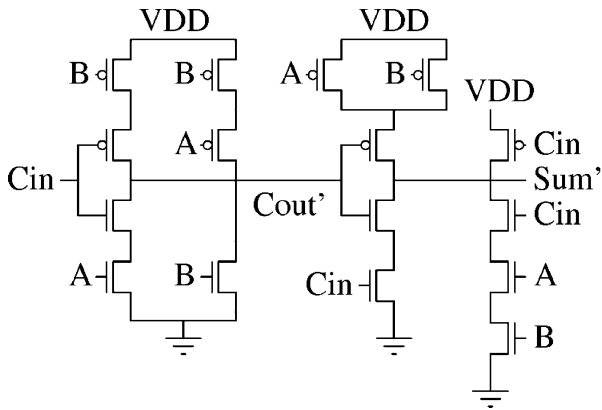 VDD VDD
B B A B VDD
A Cin
Cin Cout' Sum'
Cin
A B Cin A
B